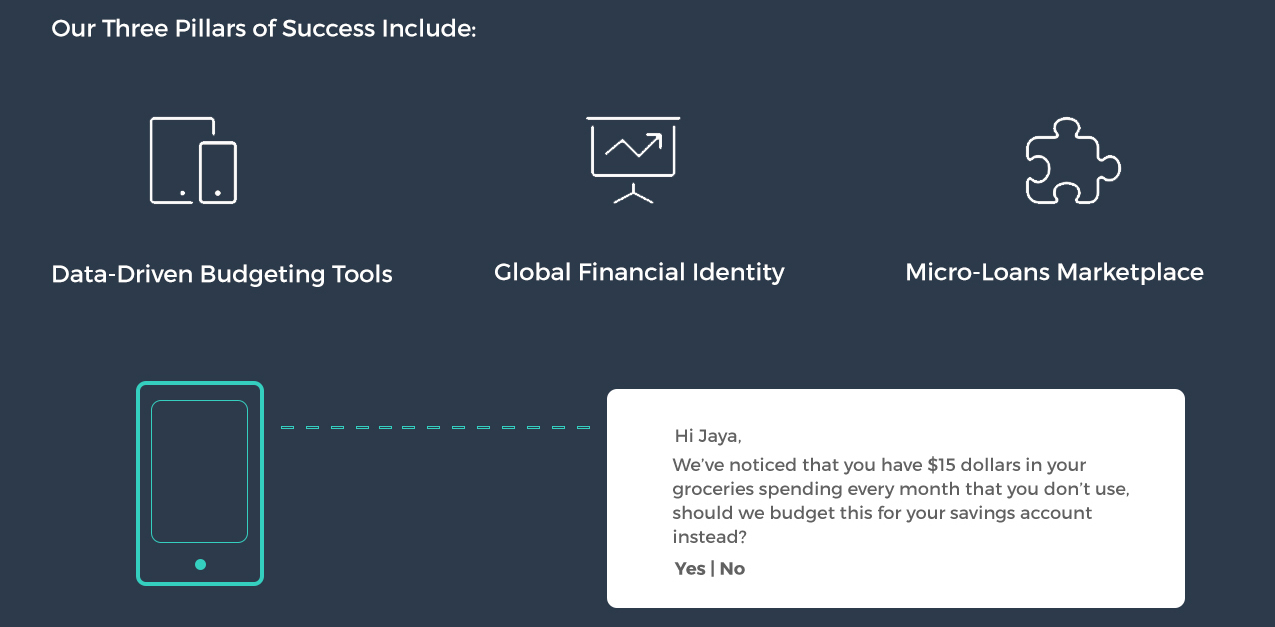 Our Three Pillars of Success Include:
Data-Driven Budgeting Tools
Global Financial Identity
Micro-Loans Marketplace
Hi Jaya,
We've noticed that you have $15 dollars in your
groceries spending every month that you don't use,
should we budget this for your savings account
instead?
Yes | No